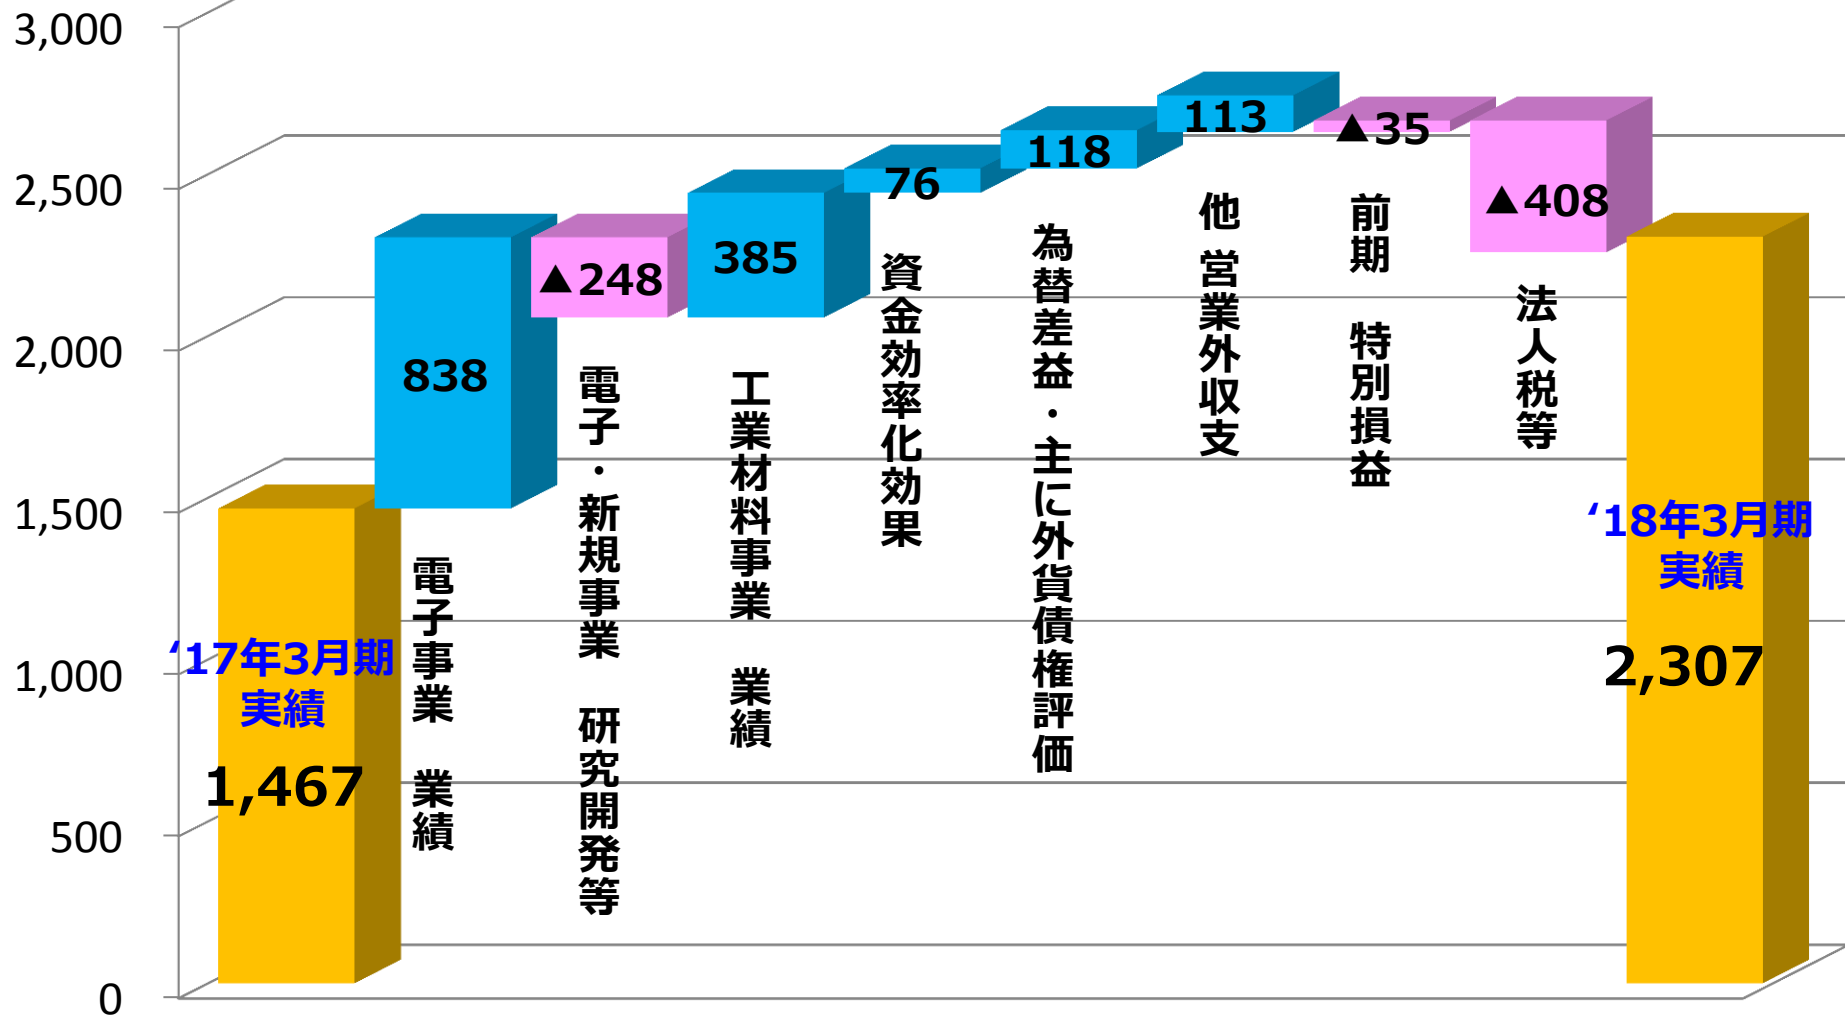 3,000
2,500
2,000
1,500
1,000
500
0
‘17年3月期
実績
1,467
838
電子事業 業績
▲248
電子・新規事業 研究開発等
385
工業材料事業 業績
76
資金効率化効果
118
為替差益・主に外貨債権評価
113
他 営業外収支
▲35
前期 特別損益
▲408
法人税等
‘18年3月期
実績
2,307